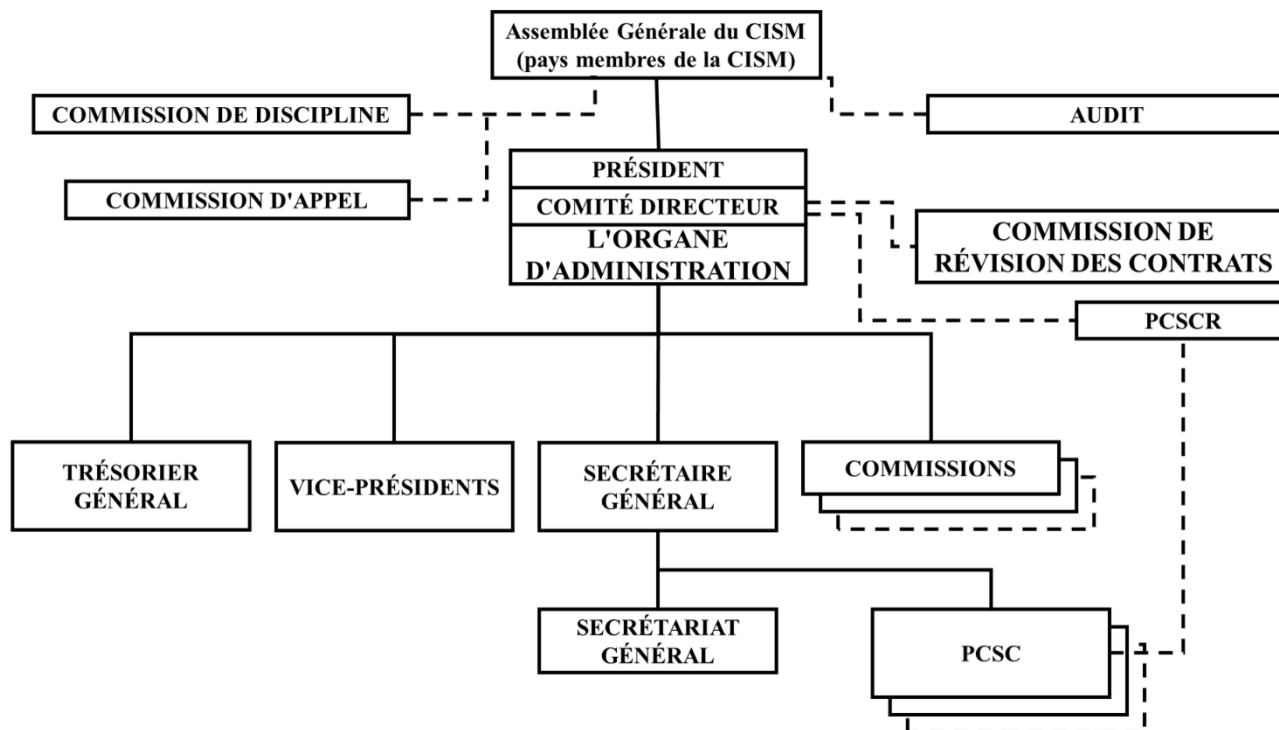 Assemblée Générale du CISM
(pays membres de la CISM)
COMMISSION DE DISCIPLINE
AUDIT
PRÉSIDENT
COMMISSION D'APPEL
COMITÉ DIRECTEUR
L'ORGANE
D'ADMINISTRATION
COMMISSION DE
RÉVISION DES CONTRATS
PCSCR
TRÉSORIER
GÉNÉRAL
VICE-PRÉSIDENTS
SECRÉTAIRE
GÉNÉRAL
COMMISSIONS
SECRÉTARIAT
GÉNÉRAL
PCSC